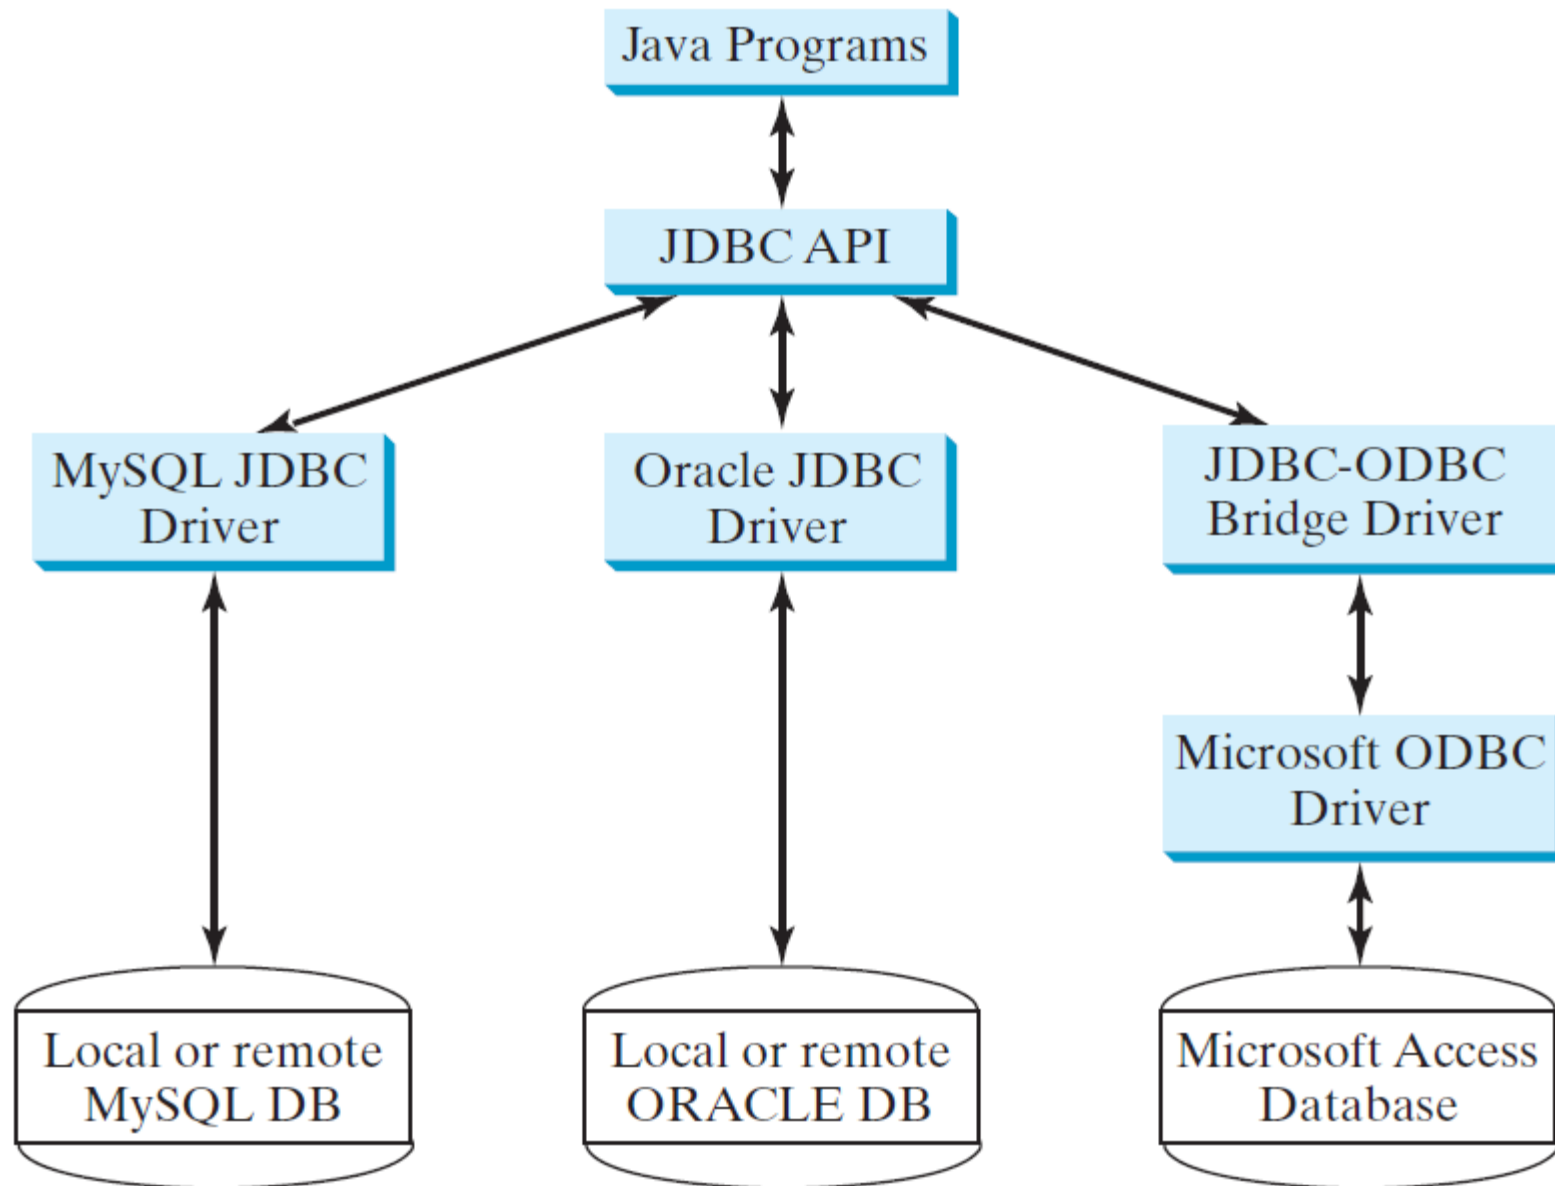 Java Programs
JDBC API
MySQL JDBC
Driver
Oracle JDBC
Driver
JDBC-ODBC
Bridge Driver
Microsoft ODBC
Driver
Local or remote
MySQL DB
Local or remote
ORACLE DB
Microsoft Access
Database